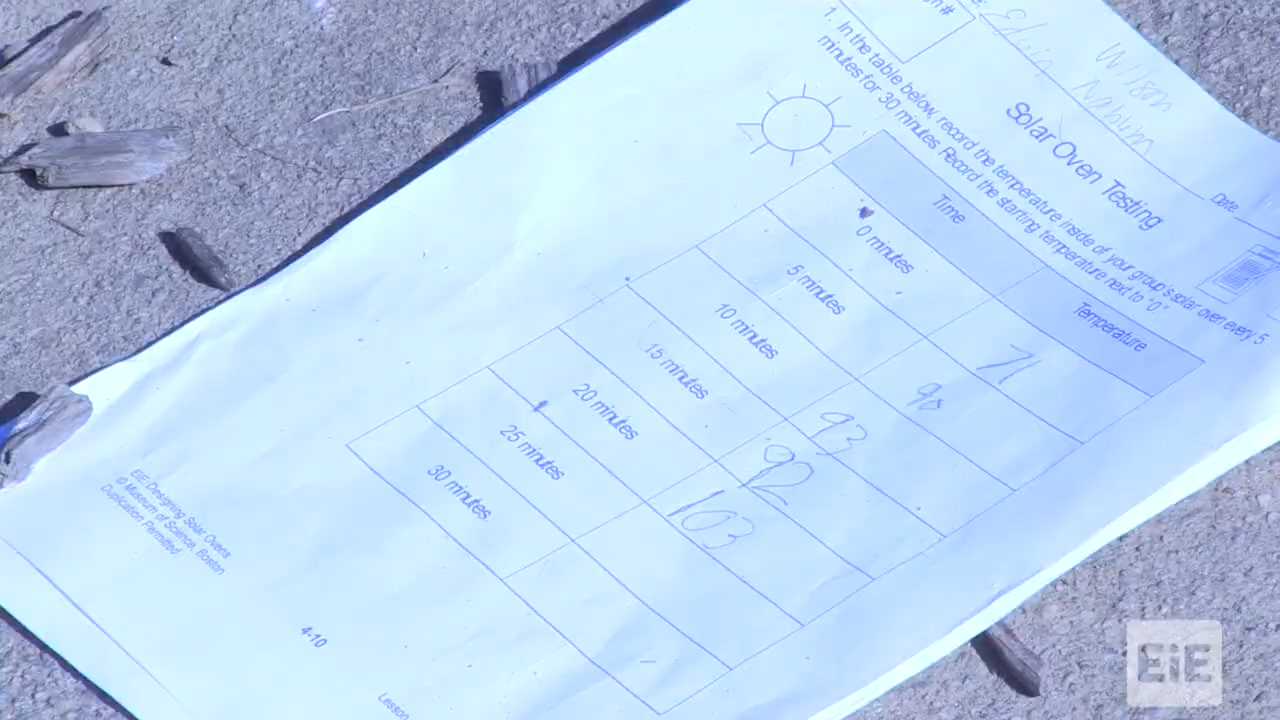 Elvin Wilson
Nahum
Date
Solar Oven Testing
1. In the table below, record the temperature inside of your group's solar oven every 5
minutes for 30 minutes. Record the starting temperature next to "0."
Time Temperature
0 minutes 71
5 minutes 90
10 minutes 93
15 minutes 92
20 minutes 103
25 minutes
30 minutes
EiE: Designing Solar Ovens
© Museum of Science, Boston
Duplication Permitted
4-10
Lesson
EiE